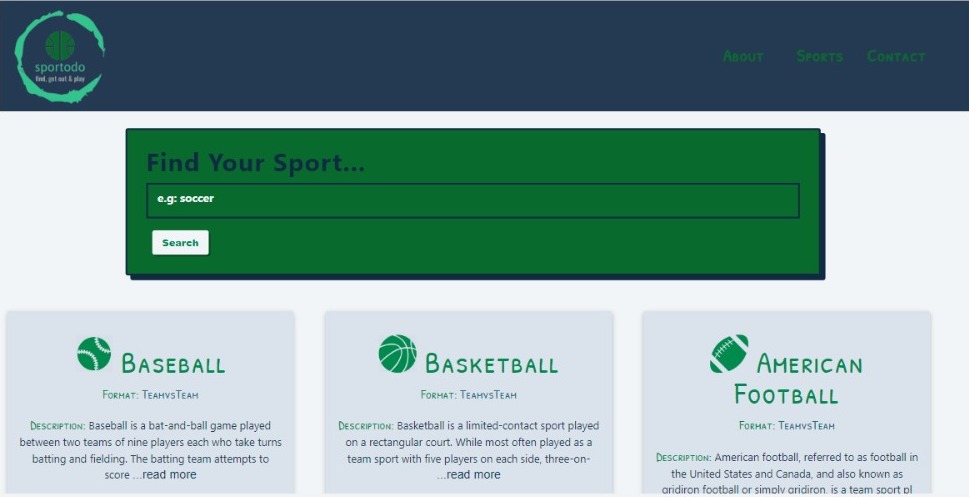 sportodo
find, get out & play
About Sports Contact
Find Your Sport...
e.g: soccer
Search
Baseball
Format: TeamvsTeam
Description: Baseball is a bat-and-ball game played
between two teams of nine players each who take turns
batting and fielding. The batting team attempts to
score ...read more
Basketball
Format: TeamvsTeam
Description: Basketball is a limited-contact sport played
on a rectangular court. While most often played as a
team sport with five players on each side, three-on-
...read more
American
Football
Format: TeamvsTeam
Description: American football, referred to as football in
the United States and Canada, and also known as
gridiron football or simply gridiron, is a team sport pl